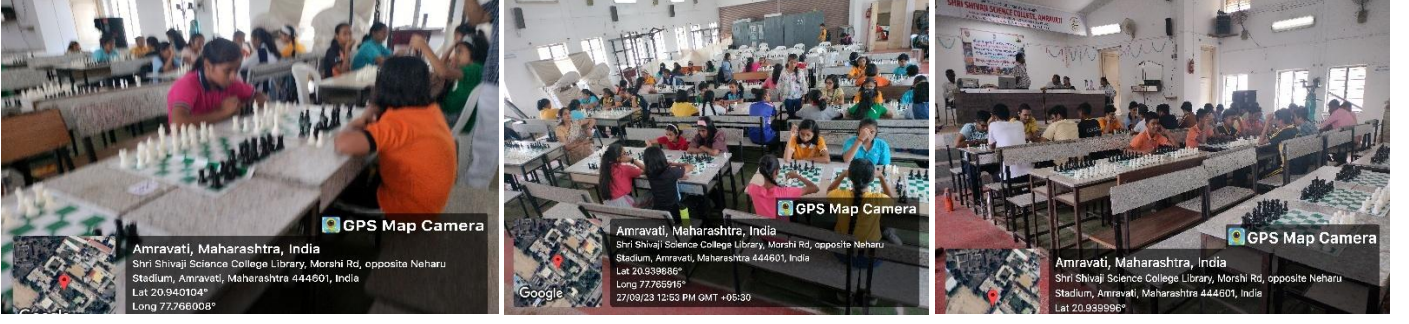 GPS Map Camera
Amravati, Maharashtra, India
Shri Shivaji Science College Library, Morshi Rd, opposite Neharu
Stadium, Amravati, Maharashtra 444601, India
Lat 20.940104°
Long 77.766008°
Google
GPS Map Camera
Amravati, Maharashtra, India
Shri Shivaji Science College Library, Morshi Rd, opposite Neharu
Stadium, Amravati, Maharashtra 444601, India
Lat 20.939886°
Long 77.765915°
27/09/23 12:53 PM GMT +05:30
Google
SHRI SHIVAJI SCIENCE COLLEGE, AMRAVATI
GPS Map Camera
Amravati, Maharashtra, India
Shri Shivaji Science College Library, Morshi Rd, opposite Neharu
Stadium, Amravati, Maharashtra 444601, India
Lat 20.939996°